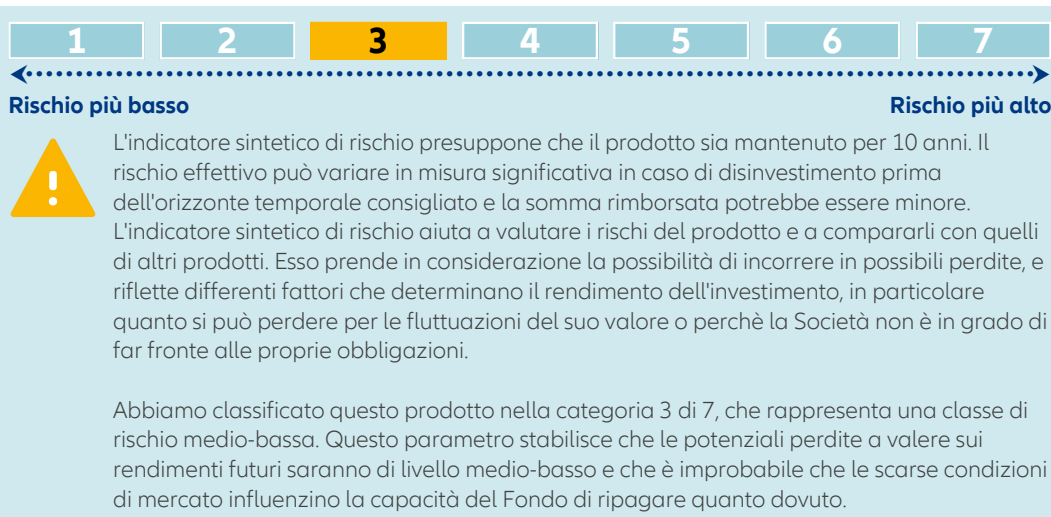 1 2 3 4 5 6 7
Rischio più basso Rischio più alto
L'indicatore sintetico di rischio presuppone che il prodotto sia mantenuto per 10 anni. Il
rischio effettivo può variare in misura significativa in caso di disinvestimento prima
dell'orizzonte temporale consigliato e la somma rimborsata potrebbe essere minore.
L'indicatore sintetico di rischio aiuta a valutare i rischi del prodotto e a compararli con quelli
di altri prodotti. Esso prende in considerazione la possibilità di incorrere in possibili perdite, e
riflette differenti fattori che determinano il rendimento dell'investimento, in particolare
quanto si può perdere per le fluttuazioni del suo valore o perchè la Società non è in grado di
far fronte alle proprie obbligazioni.
Abbiamo classificato questo prodotto nella categoria 3 di 7, che rappresenta una classe di
rischio medio-bassa. Questo parametro stabilisce che le potenziali perdite a valere sui
rendimenti futuri saranno di livello medio-basso e che è improbabile che le scarse condizioni
di mercato influenzino la capacità del Fondo di ripagare quanto dovuto.